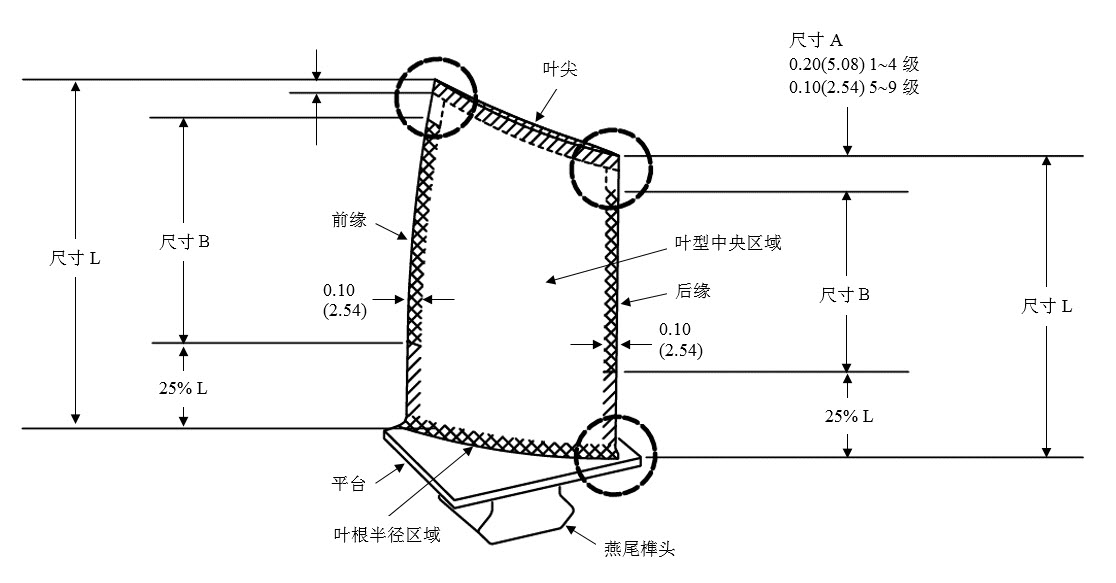 尺寸 A
0.20(5.08) 1~4 级
0.10(2.54) 5~9 级
叶尖
前缘
尺寸 B
尺寸 L
叶型中央区域
后缘
尺寸 B
尺寸 L
0.10
(2.54)
0.10
(2.54)
25% L
25% L
平台
叶根半径区域
燕尾榫头